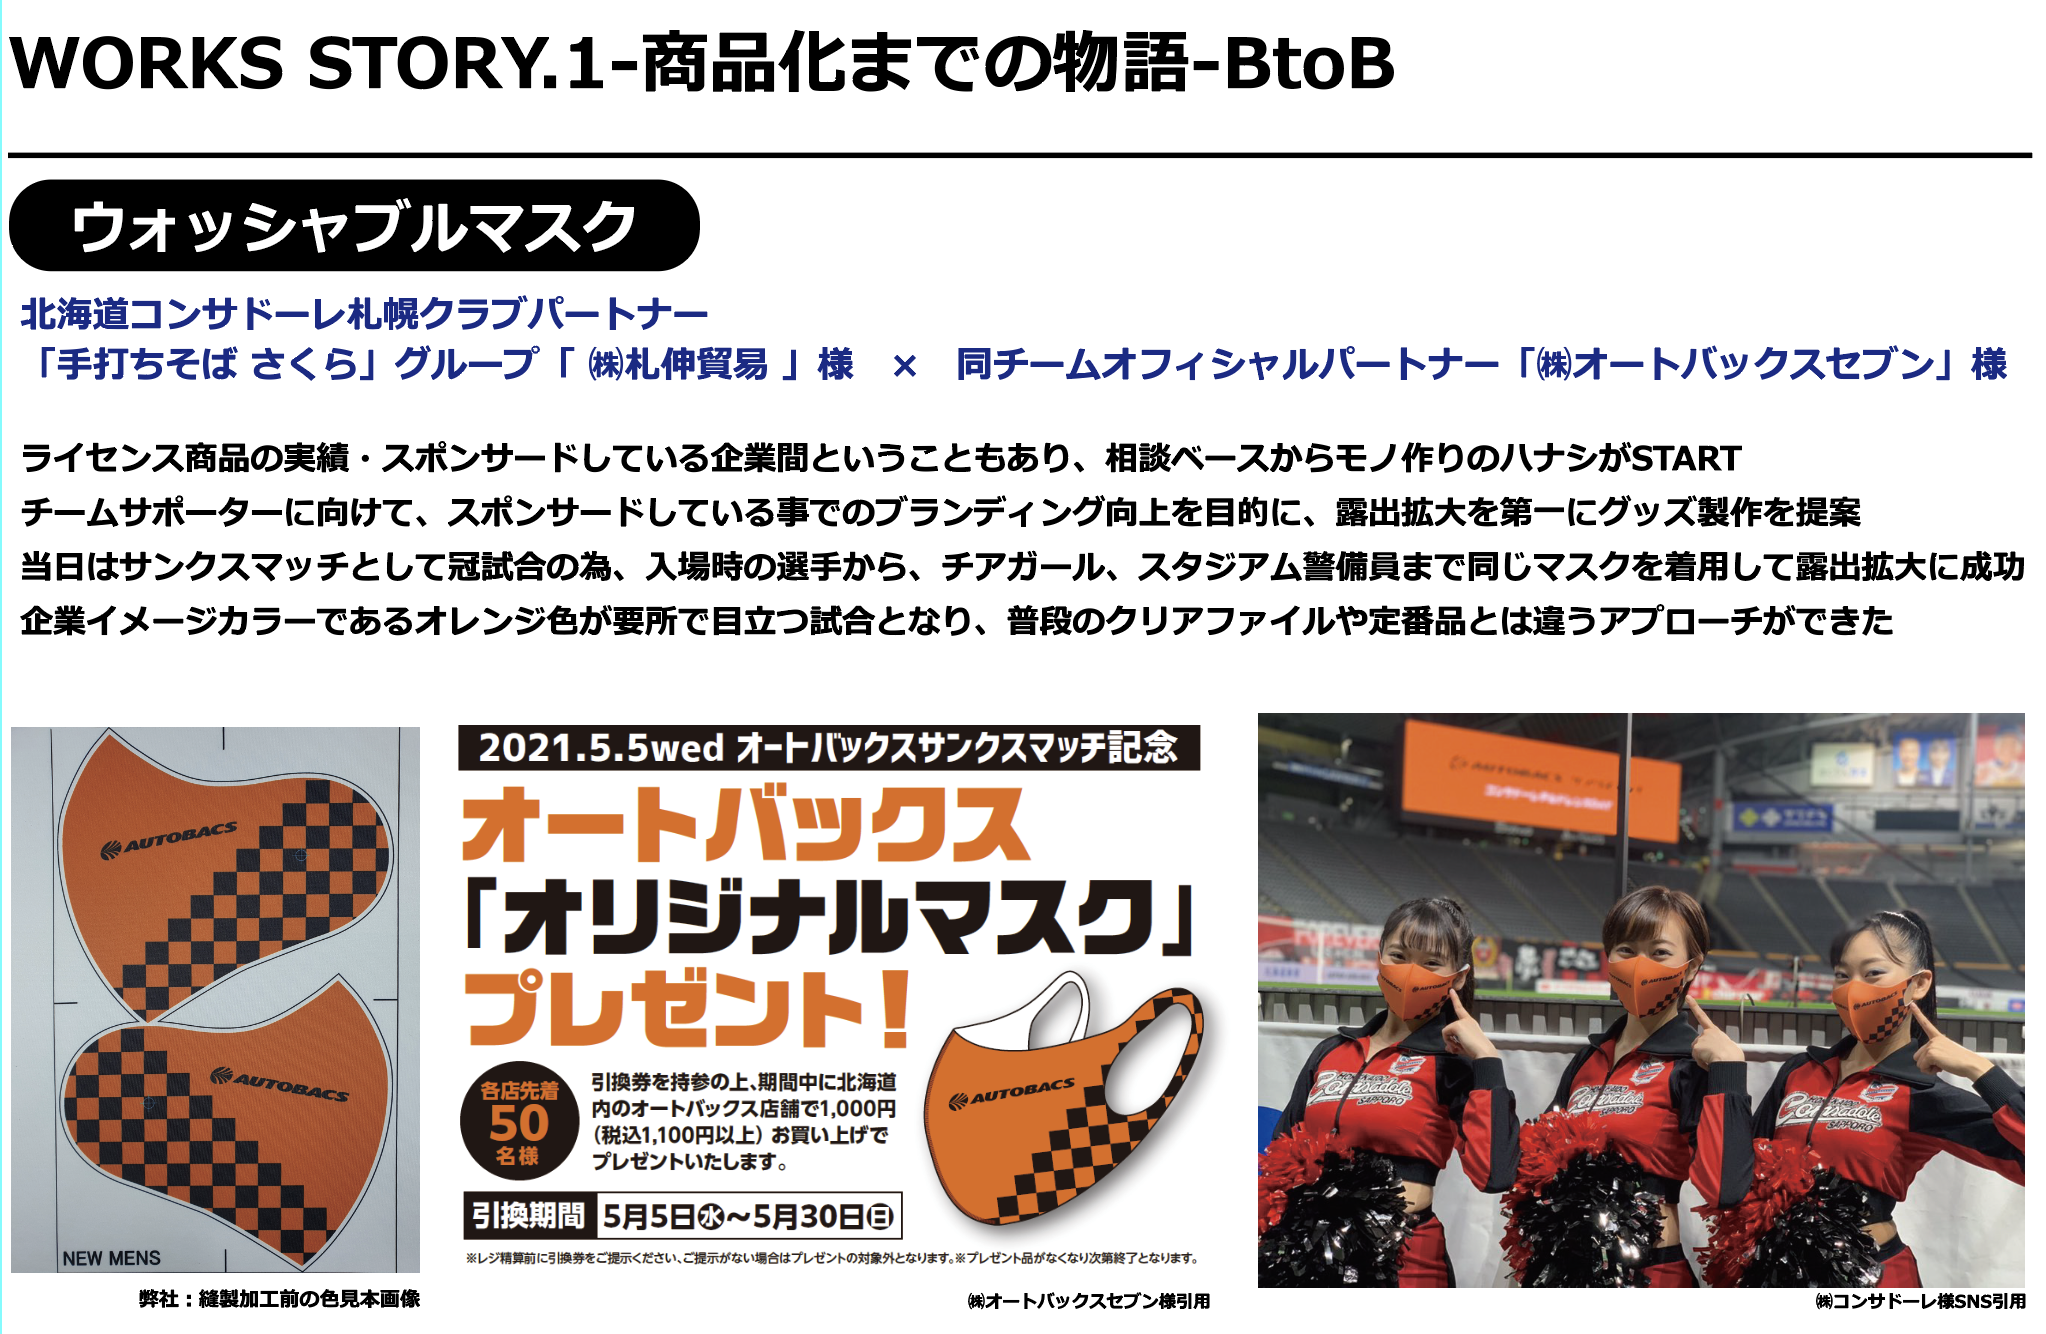 WORKS STORY.1-商品化までの物語-BtoB
ウォッシャブルマスク
北海道コンサドーレ札幌クラブパートナー
「手打ちそば さくら」グループ「 ㈱札伸貿易 」様　×　同チームオフィシャルパートナー「㈱オートバックスセブン」様
ライセンス商品の実績・スポンサードしている企業間ということもあり、相談ベースからモノ作りのハナシがSTART
チームサポーターに向けて、スポンサードしている事でのブランディング向上を目的に、露出拡大を第一にグッズ製作を提案
当日はサンクスマッチとして冠試合の為、入場時の選手から、チアガール、スタジアム警備員まで同じマスクを着用して露出拡大に成功
企業イメージカラーであるオレンジ色が要所で目立つ試合となり、普段のクリアファイルや定番品とは違うアプローチができた
AUTOBACS
AUTOBACS
NEW MENS
弊社：縫製加工前の色見本画像
2021.5.5wed オートバックスサンクスマッチ記念
オートバックス
「オリジナルマスク」
プレゼント！
各店先着
50
名様
引換券を持参の上、期間中に北海道
内のオートバックス店舗で1,000円
（税込1,100円以上）お買い上げで
プレゼントいたします。
AUTOBACS
引換期間 5月5日㊌～5月30日㊐
※レジ精算前に引換券をご提示ください、ご提示がない場合はプレゼントの対象外となります。※プレゼント品がなくなり次第終了となります。
㈱オートバックスセブン様引用
AUTOBACS
AUTOBACS
AUTOBACS
AUTOBACS
HOKKAIDO
Consadole
SAPPORO
HOKKAIDO
Consadole
SAPPORO
HOKKAIDO
Consadole
SAPPORO
㈱コンサドーレ様SNS引用